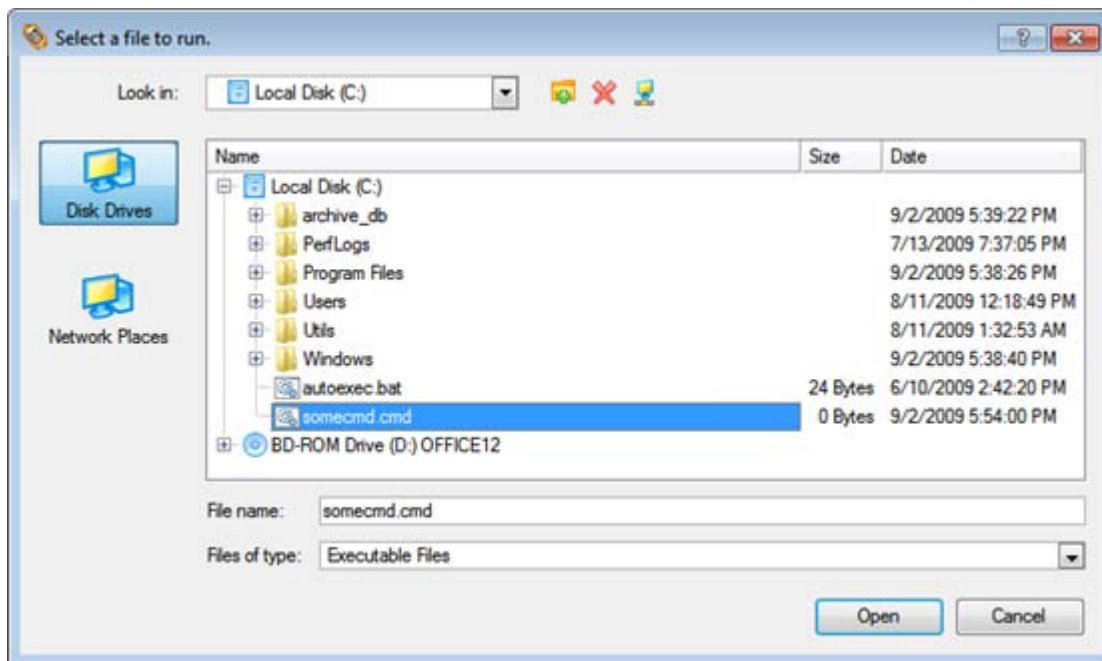 Select a file to run.
Look in: Local Disk (C:)
Name Size Date
Local Disk (C:)
archive_db 9/2/2009 5:39:22 PM
PerfLogs 7/13/2009 7:37:05 PM
Program Files 9/2/2009 5:38:26 PM
Users 8/11/2009 12:18:49 PM
Utils 8/11/2009 1:32:53 AM
Windows 9/2/2009 5:38:40 PM
autoexec.bat 24 Bytes 6/10/2009 2:42:20 PM
somecmd.cmd 0 Bytes 9/2/2009 5:54:00 PM
BD-ROM Drive (D:) OFFICE12
Disk Drives
Network Places
File name: somecmd.cmd
Files of type: Executable Files
Open Cancel